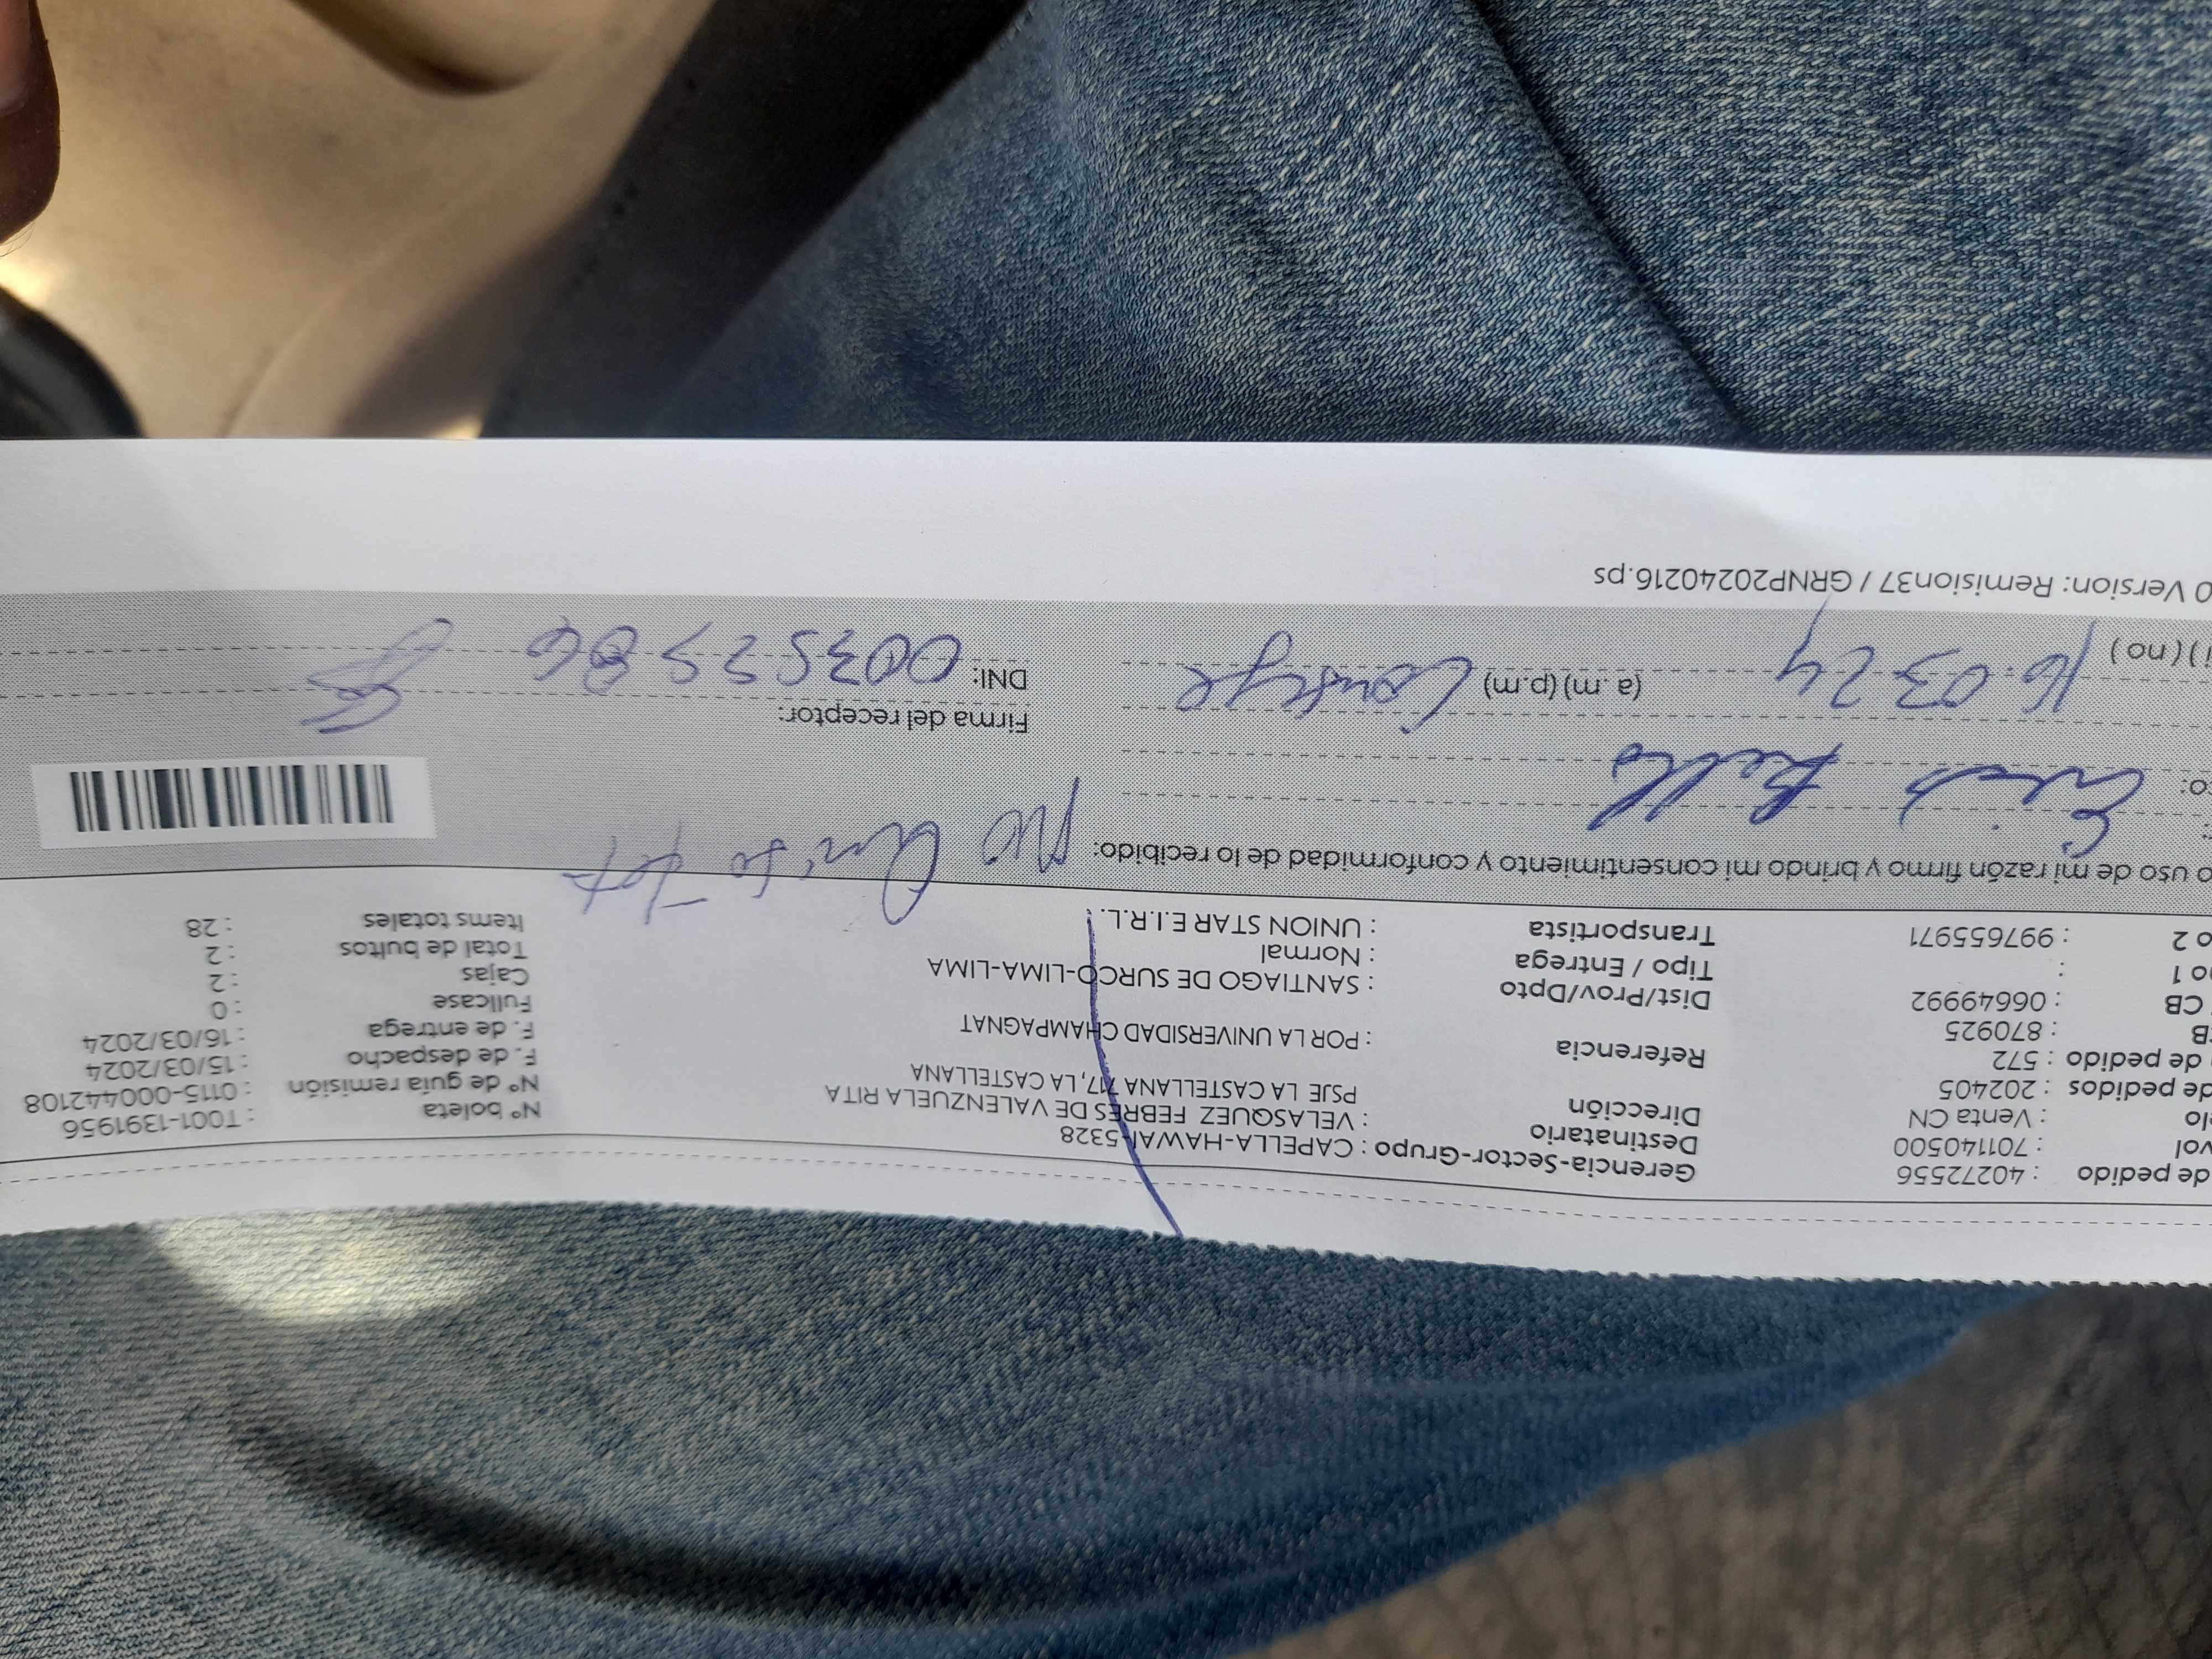 de pedido : 40272556 Gerencia-Sector-Grupo : CAPELLA-HAWAI-5328 Nº boleta : T001-1391956
vol : 701140500 Destinatario : VELASQUEZ FEBRES DE VALENZUELA RITA Nº de guía remisión : 0115-000442108
lo : Venta CN Dirección PSJE LA CASTELLANA 717, LA CASTELLANA F. de despacho : 15/03/2024
de pedidos : 202405 F. de entrega : 16/03/2024
de pedido : 572 Referencia : POR LA UNIVERSIDAD CHAMPAGNAT Fullcase : 0
B : 870925 Cajas : 2
CB : 06649992 Dist/Prov/Dpto : SANTIAGO DE SURCO-LIMA-LIMA Total de bultos : 2
o 1 : Tipo / Entrega : Normal Items totales : 28
o 2 : 997655971 Transportista : UNION STAR E.I.R.L.
o uso de mi razón firmo y brindo mi consentimiento y conformidad de lo recibido: No
o: Bello
Firma del receptor:
i) (no) 16.03-24 (a.m) (p.m) Conserje DNI:
0 Version: Remision37 / GRNP20240216.ps